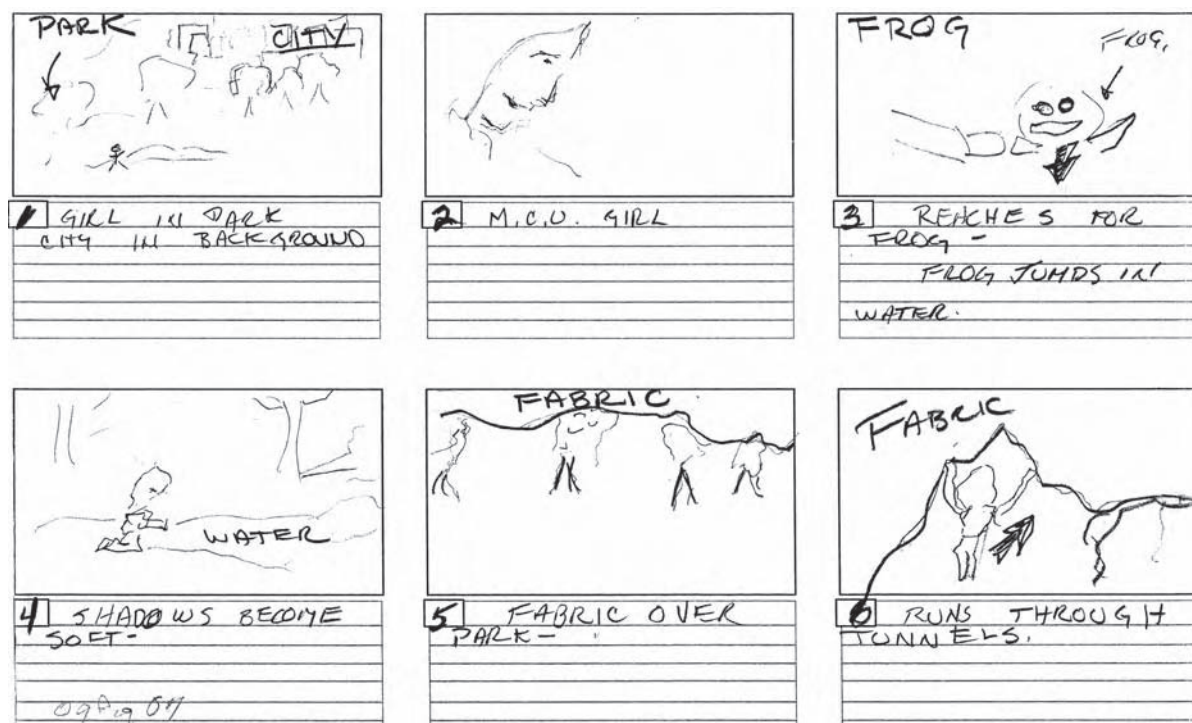 PARK
CITY
1 GIRL IN PARK
CITY IN BACKGROUND
2 M.C.U. GIRL
FROG
FROG,
3 REACHES FOR
FROG -
FROG JUMPS IN
WATER.
WATER
4 SHADOWS BECOME
SOFT-
FABRIC
5 FABRIC OVER
PARK-
FABRIC
6 RUNS THROUGH
TUNNELS.